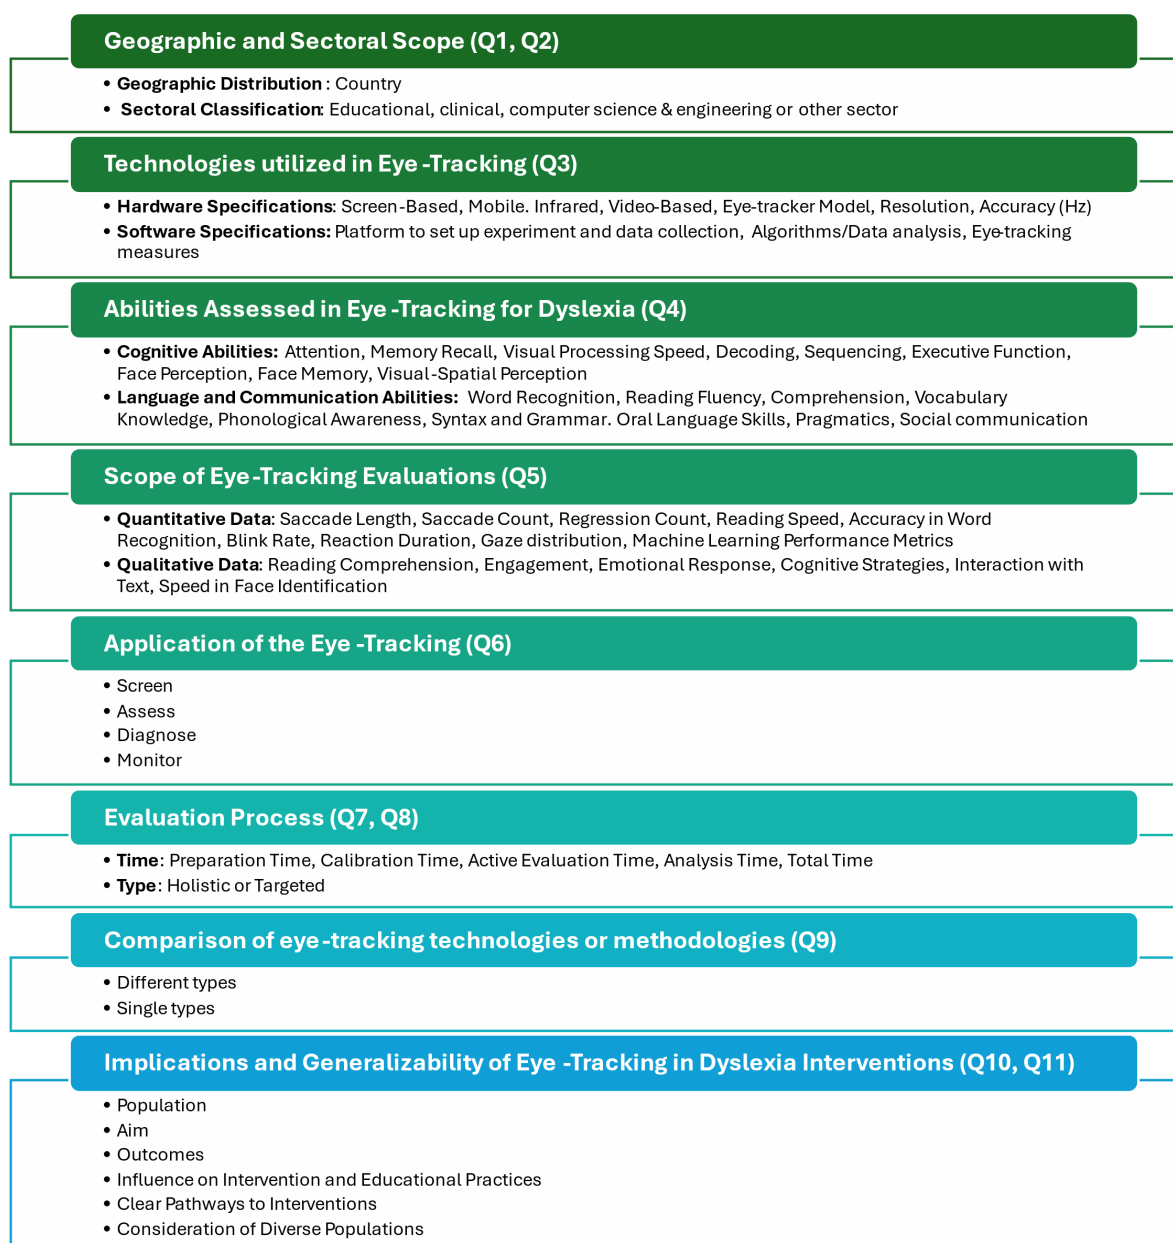 Geographic and Sectoral Scope (Q1, Q2)
• Geographic Distribution : Country
• Sectoral Classification: Educational, clinical, computer science & engineering or other sector
Technologies utilized in Eye -Tracking (Q3)
• Hardware Specifications: Screen-Based, Mobile. Infrared, Video-Based, Eye-tracker Model, Resolution, Accuracy (Hz)
• Software Specifications: Platform to set up experiment and data collection, Algorithms/Data analysis, Eye-tracking
measures
Abilities Assessed in Eye -Tracking for Dyslexia (Q4)
• Cognitive Abilities: Attention, Memory Recall, Visual Processing Speed, Decoding, Sequencing, Executive Function,
Face Perception, Face Memory, Visual-Spatial Perception
• Language and Communication Abilities: Word Recognition, Reading Fluency, Comprehension, Vocabulary
Knowledge, Phonological Awareness, Syntax and Grammar. Oral Language Skills, Pragmatics, Social communication
Scope of Eye-Tracking Evaluations (Q5)
• Quantitative Data: Saccade Length, Saccade Count, Regression Count, Reading Speed, Accuracy in Word
Recognition, Blink Rate, Reaction Duration, Gaze distribution, Machine Learning Performance Metrics
• Qualitative Data: Reading Comprehension, Engagement, Emotional Response, Cognitive Strategies, Interaction with
Text, Speed in Face Identification
Application of the Eye -Tracking (Q6)
• Screen
• Assess
• Diagnose
• Monitor
Evaluation Process (Q7, Q8)
• Time: Preparation Time, Calibration Time, Active Evaluation Time, Analysis Time, Total Time
• Type: Holistic or Targeted
Comparison of eye-tracking technologies or methodologies (Q9)
• Different types
• Single types
Implications and Generalizability of Eye -Tracking in Dyslexia Interventions (Q10, Q11)
• Population
• Aim
• Outcomes
• Influence on Intervention and Educational Practices
• Clear Pathways to Interventions
• Consideration of Diverse Populations